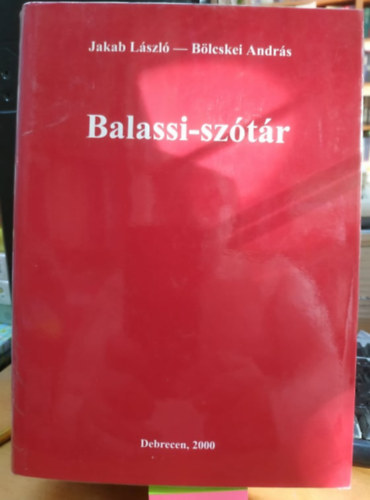 Jakab László — Bölcskei András
Balassi-szótár
Debrecen, 2000